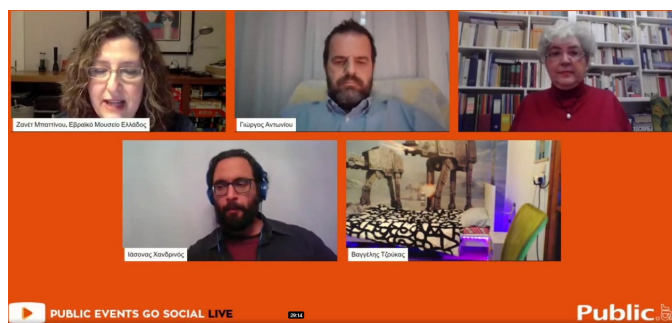 Ζανέτ Μπαττίνου, Εβραϊκό Μουσείο Ελλάδος
Γιώργος Αντωνίου
Ιάσονας Χανδρινός
Βαγγέλης Τζούκας
PUBLIC EVENTS GO SOCIAL LIVE
29:14
Public.gr